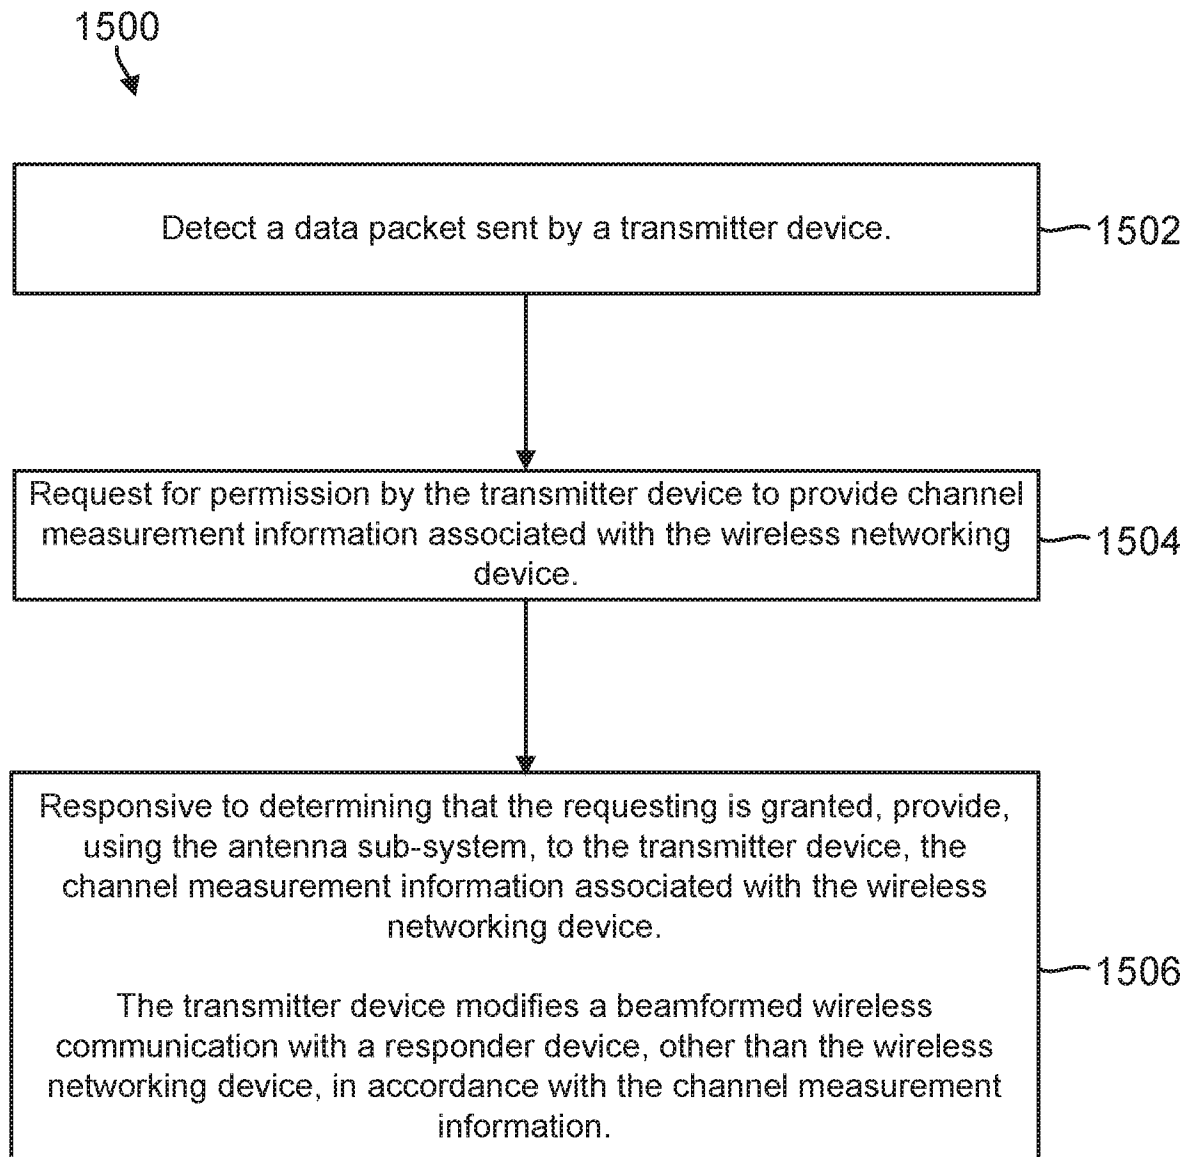 1500
Detect a data packet sent by a transmitter device.
1502
Request for permission by the transmitter device to provide channel
measurement information associated with the wireless networking
device.
1504
Responsive to determining that the requesting is granted, provide,
using the antenna sub-system, to the transmitter device, the
channel measurement information associated with the wireless
networking device.
The transmitter device modifies a beamformed wireless
communication with a responder device, other than the wireless
networking device, in accordance with the channel measurement
information.
1506